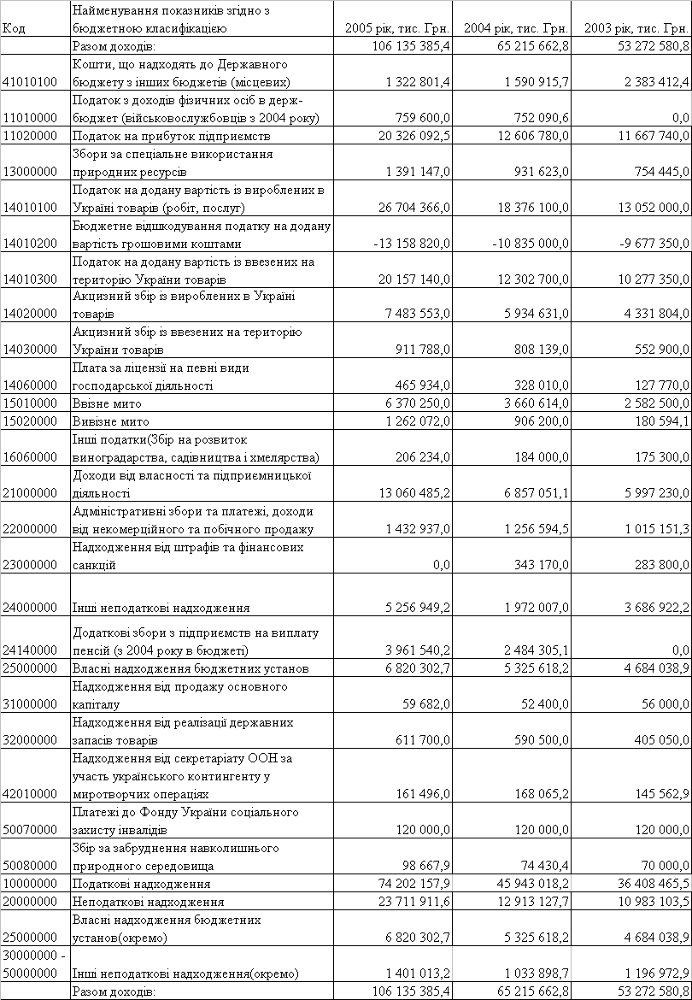 Найменування показників згідно з
Код бюджетною класифікацією 2005 рік, тис. Грн. 2004 рік, тис. Грн. 2003 рік, тис. Грн.
Разом доходів: 106 135 385,4 65 215 662,8 53 272 580,8
Кошти, що надходять до Державного
41010100 бюджету з інших бюджетів (місцевих) 1 322 801,4 1 590 915,7 2 383 412,4
Податок з доходів фізичних осіб в держ-
11010000 бюджет (військовослужбовців з 2004 року) 759 600,0 752 090,6 0,0
11020000 Податок на прибуток підприємств 20 326 092,5 12 606 780,0 11 667 740,0
Збори за спеціальне використання
13000000 природних ресурсів 1 391 147,0 931 623,0 754 445,0
Податок на додану вартість із вироблених в
14010100 Україні товарів (робіт, послуг) 26 704 366,0 18 376 100,0 13 052 000,0
Бюджетне відшкодування податку на додану
14010200 вартість грошовими коштами -13 158 820,0 -10 835 000,0 -9 677 350,0
Податок на додану вартість із ввезених на
14010300 територію України товарів 20 157 140,0 12 302 700,0 10 277 350,0
Акцизний збір із вироблених в Україні
14020000 товарів 7 483 553,0 5 934 631,0 4 331 804,0
Акцизний збір із ввезених на територію
14030000 України товарів 911 788,0 808 139,0 552 900,0
Плата за ліцензії на певні види
14060000 господарської діяльності 465 934,0 328 010,0 127 770,0
15010000 Ввізне мито 6 370 250,0 3 660 614,0 2 582 500,0
15020000 Вивізне мито 1 262 072,0 906 200,0 180 594,1
Інші податки(Збір на розвиток
16060000 виноградарства, садівництва і хмелярства) 206 234,0 184 000,0 175 300,0
Доходи від власності та підприємницької
21000000 діяльності 13 060 485,2 6 857 051,1 5 997 230,0
Адміністративні збори та платежі, доходи
22000000 від некомерційного та побічного продажу 1 432 937,0 1 256 594,5 1 015 151,3
Надходження від штрафів та фінансових
23000000 санкцій 0,0 343 170,0 283 800,0
24000000 Інші неподаткові надходження 5 256 949,2 1 972 007,0 3 686 922,2
Додаткові збори з підприємств на виплату
24140000 пенсій (з 2004 року в бюджеті) 3 961 540,2 2 484 305,1 0,0
25000000 Власні надходження бюджетних установ 6 820 302,7 5 325 618,2 4 684 038,9
Надходження від продажу основного
31000000 капіталу 59 682,0 52 400,0 56 000,0
Надходження від реалізації державних
32000000 запасів товарів 611 700,0 590 500,0 405 050,0
Надходження від секретаріату ООН за
участь українського контингенту у
42010000 миротворчих операціях 161 496,0 168 065,2 145 562,9
Платежі до Фонду України соціального
50070000 захисту інвалідів 120 000,0 120 000,0 120 000,0
Збір за забруднення навколишнього
50080000 природного середовища 98 667,9 74 430,4 70 000,0
10000000 Податкові надходження 74 202 157,9 45 943 018,2 36 408 465,5
20000000 Неподаткові надходження 23 711 911,6 12 913 127,7 10 983 103,5
Власні надходження бюджетних
25000000 установ(окремо) 6 820 302,7 5 325 618,2 4 684 038,9
30000000 -
50000000 Інші неподаткові надходження(окремо) 1 401 013,2 1 033 898,7 1 196 972,9
Разом доходів: 106 135 385,4 65 215 662,8 53 272 580,8